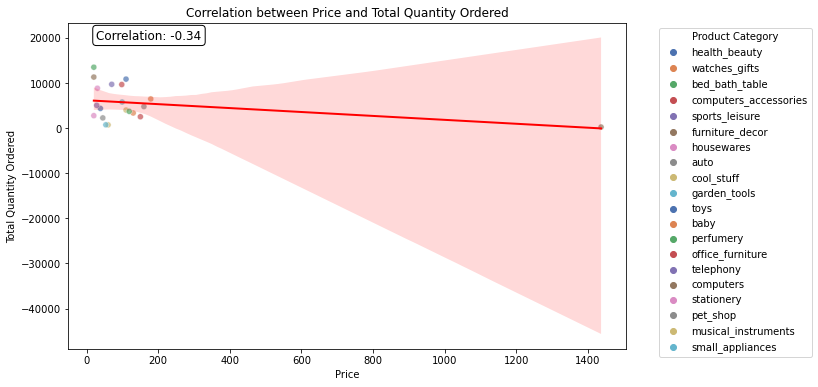 Correlation between Price and Total Quantity Ordered
Correlation: -0.34
Total Quantity Ordered
20000
10000
0
−10000
−20000
−30000
−40000
0 200 400 600 800 1000 1200 1400
Price
Product Category
health_beauty
watches_gifts
bed_bath_table
computers_accessories
sports_leisure
furniture_decor
housewares
auto
cool_stuff
garden_tools
toys
baby
perfumery
office_furniture
telephony
computers
stationery
pet_shop
musical_instruments
small_appliances